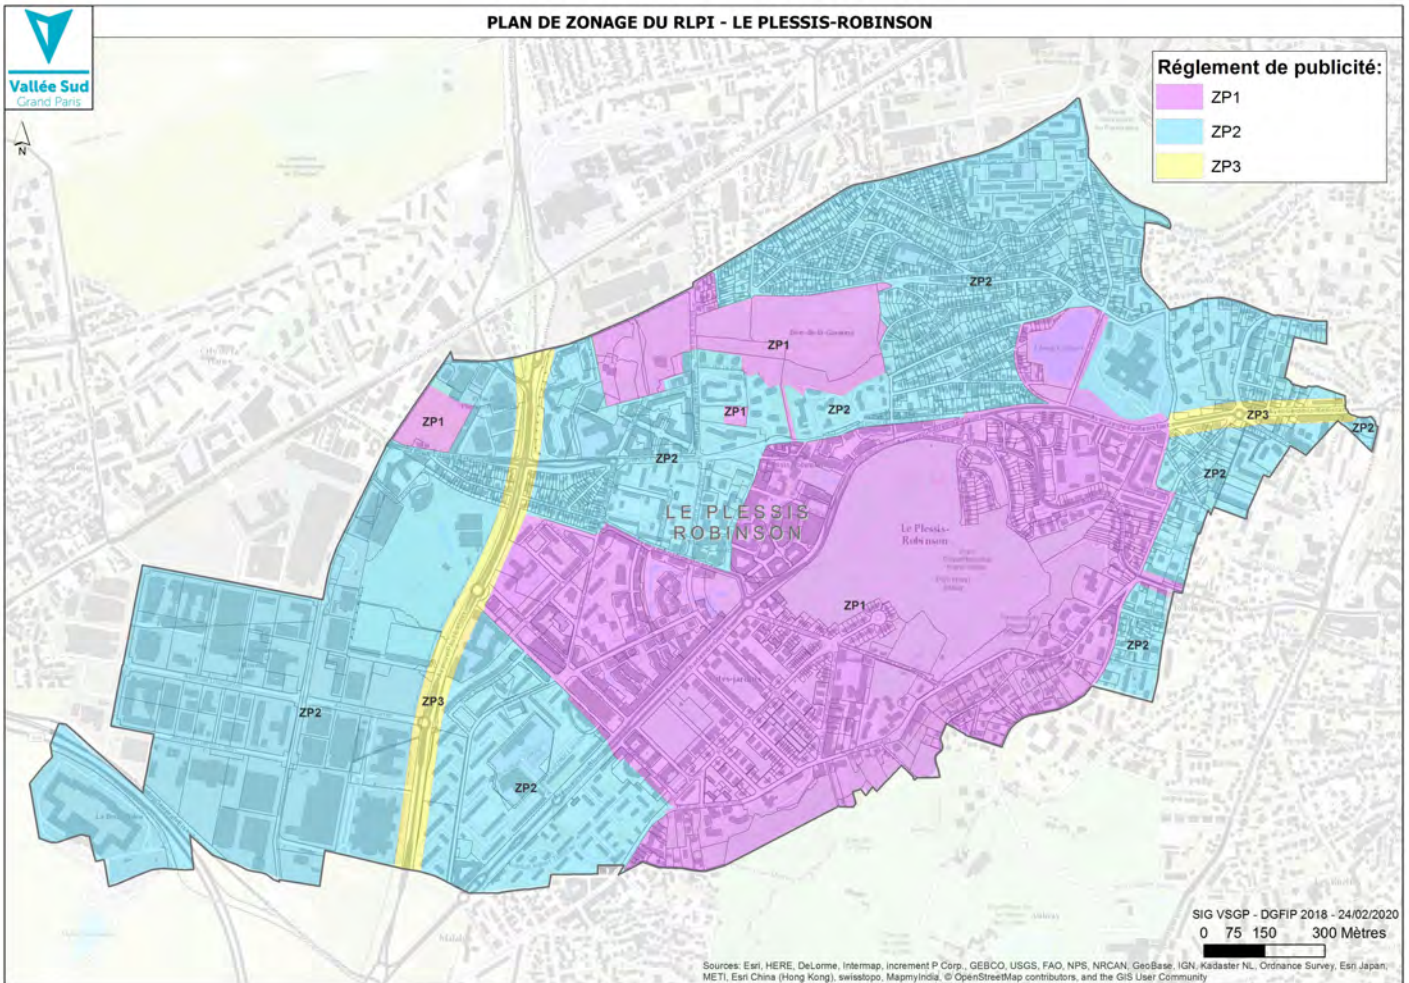 PLAN DE ZONAGE DU RLPI - LE PLESSIS-ROBINSON
Vallée Sud
Grand Paris
N
Réglement de publicité:
ZP1
ZP2
ZP3
ZP2
ZP1
ZP1
ZP1
ZP2
ZP3
ZP2
ZP2
ZP2
LE PLESSIS
ROBINSON
Le Plessis-
Robinson
ZP1
ZP2
ZP3
ZP2
ZP2
SIG VSGP - DGFIP 2018 - 24/02/2020
0 75 150 300 Mètres
Sources: Esri, HERE, DeLorme, Intermap, increment P Corp., GEBCO, USGS, FAO, NPS, NRCAN, GeoBase, IGN, Kadaster NL, Ordnance Survey, Esri Japan,
METI, Esri China (Hong Kong), swisstopo, MapmyIndia, © OpenStreetMap contributors, and the GIS User Community